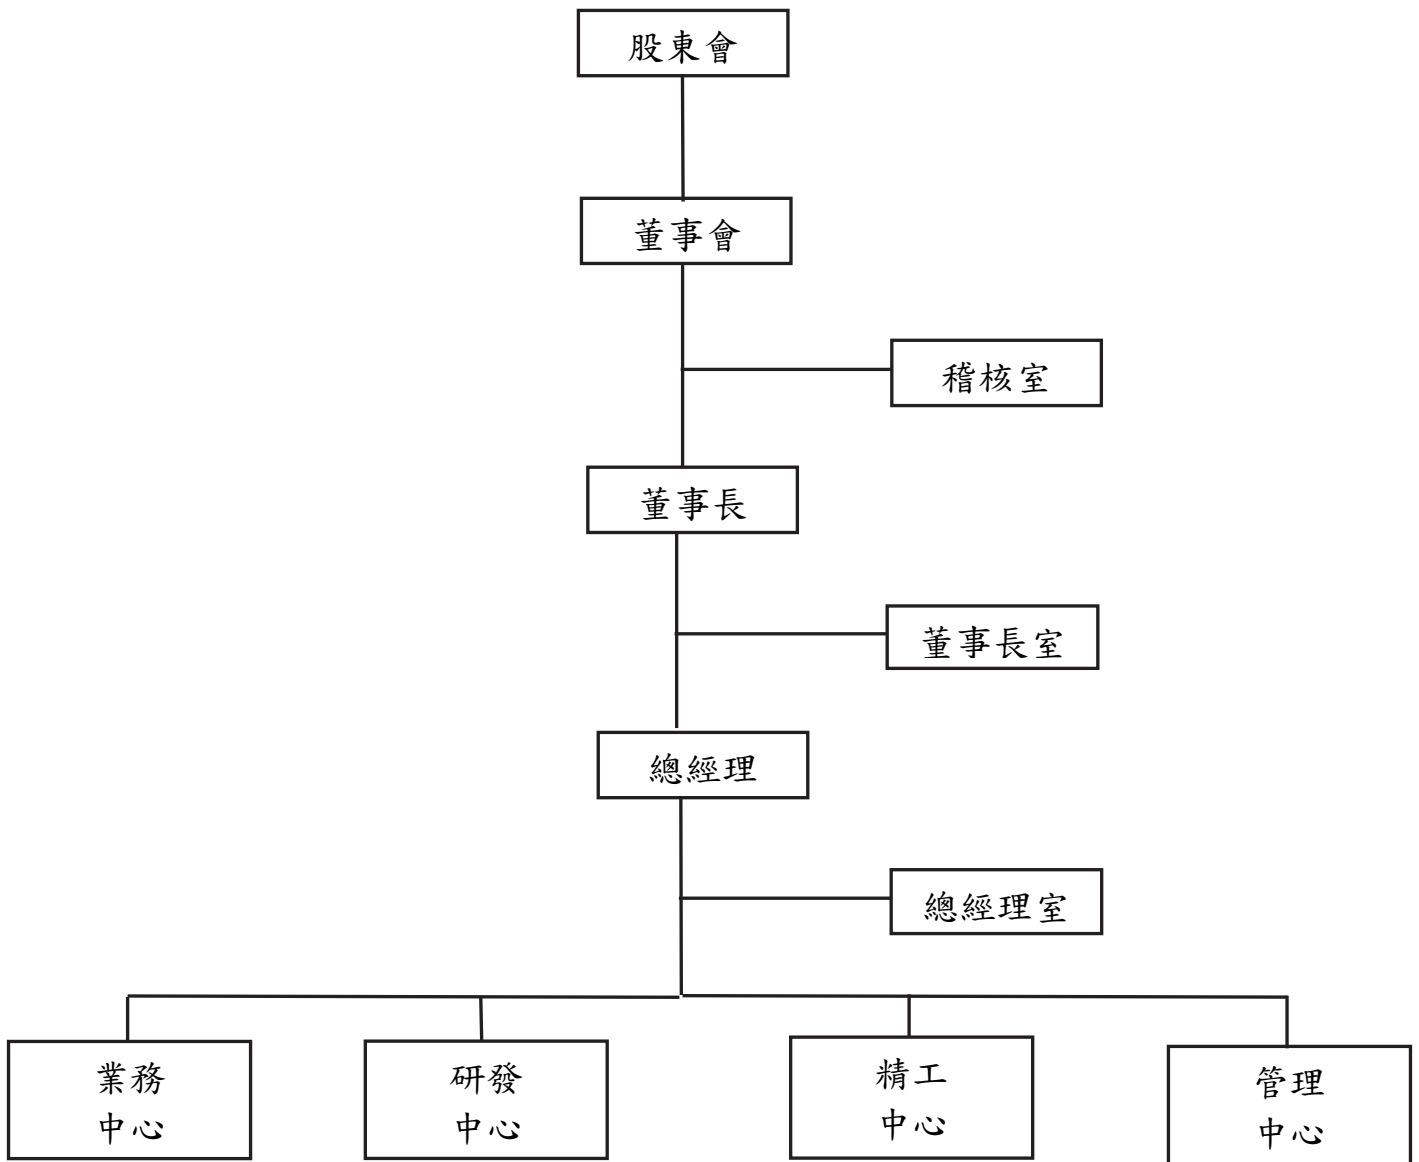 股東會
董事會
稽核室
董事長
董事長室
總經理
總經理室
業務
中心
研發
中心
精工
中心
管理
中心